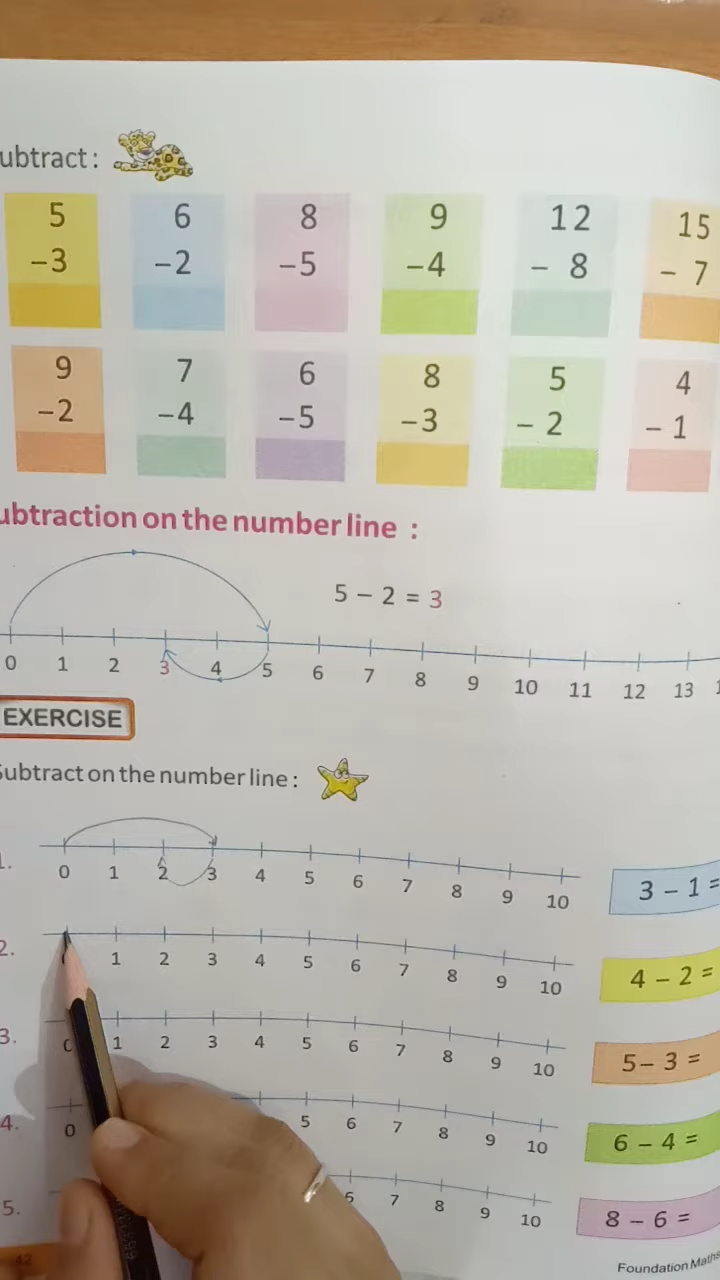 ubtract :
5 6 8 9 12 15
-3 -2 -5 -4 - 8 - 7
9 7 6 8 5 4
-2 -4 -5 -3 - 2 - 1
ubtraction on the number line :
5 - 2 = 3
0 1 2 3 4 5 6 7 8 9 10 11 12 13
EXERCISE
Subtract on the number line :
1. 0 1 2 3 4 5 6 7 8 9 10 3 - 1 =
2. 1 2 3 4 5 6 7 8 9 10 4 - 2 =
3. 1 2 3 4 5 6 7 8 9 10 5- 3 =
4. 0 5 6 7 8 9 10 6 - 4 =
5. 7 8 9 10 8 - 6 =
42
Foundation Maths